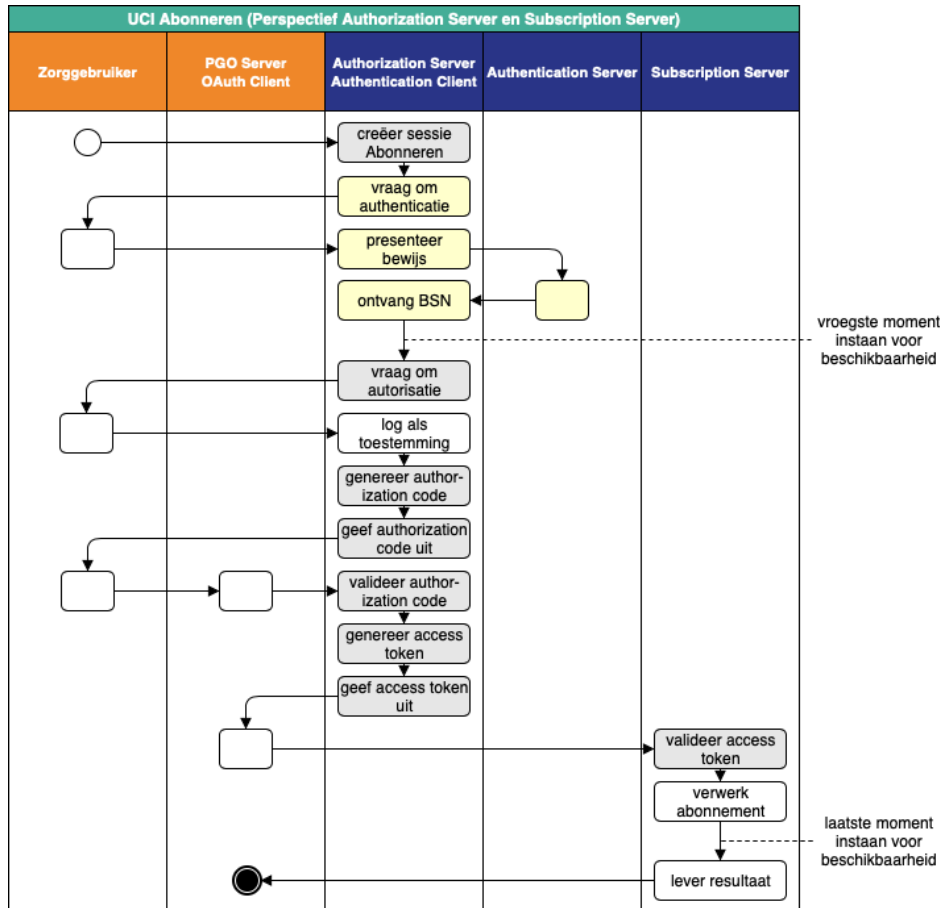 UCI Abonneren (Perspectief Authorization Server en Subscription Server)
Zorggebruiker
PGO Server
OAuth Client
Authorization Server
Authentication Client
Authentication Server
Subscription Server
creëer sessie
Abonneren
vraag om
authenticatie
presenteer
bewijs
ontvang BSN
vroegste moment
instaan voor
beschikbaarheid
vraag om
autorisatie
log als
toestemming
genereer author-
ization code
geef authorization
code uit
valideer author-
ization code
genereer access
token
geef access token
uit
valideer access
token
verwerk
abonnement
laatste moment
instaan voor
beschikbaarheid
lever resultaat